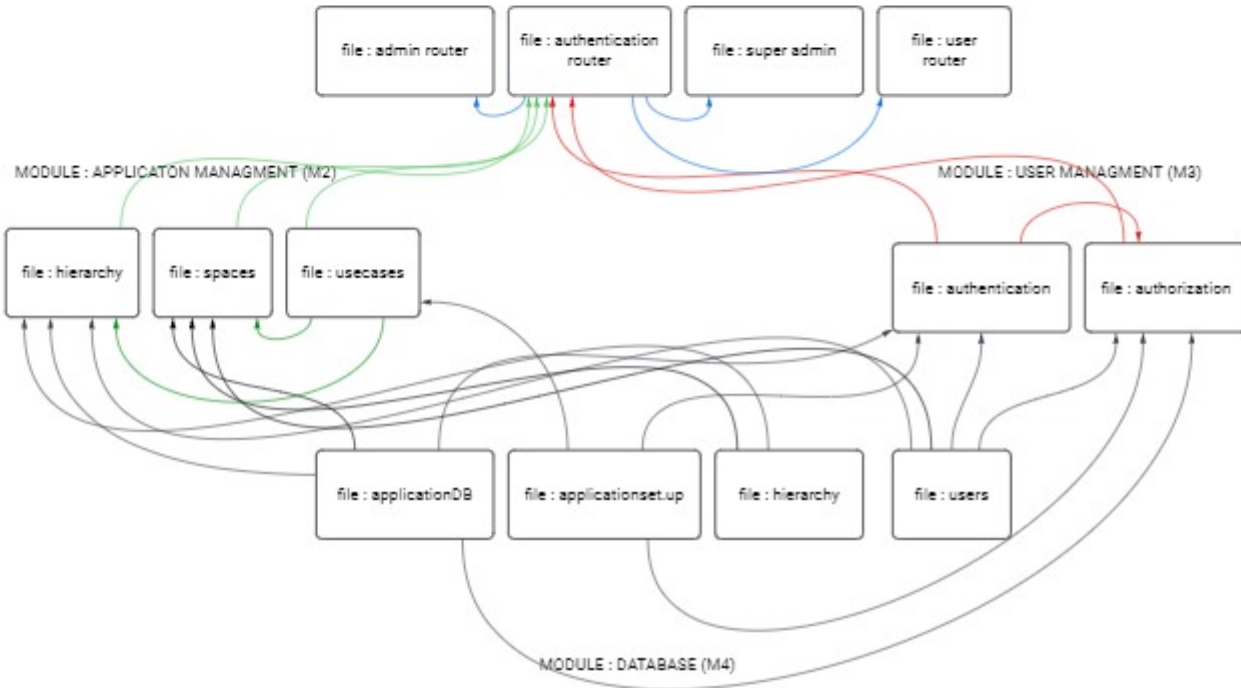 file : admin router
file : authentication
router
file : super admin
file : user
router
MODULE : APPLICATON MANAGMENT (M2)
MODULE : USER MANAGMENT (M3)
file : hierarchy
file : spaces
file : usecases
file : authentication
file : authorization
file : applicationDB
file : applicationset.up
file : hierarchy
file : users
MODULE : DATABASE (M4)